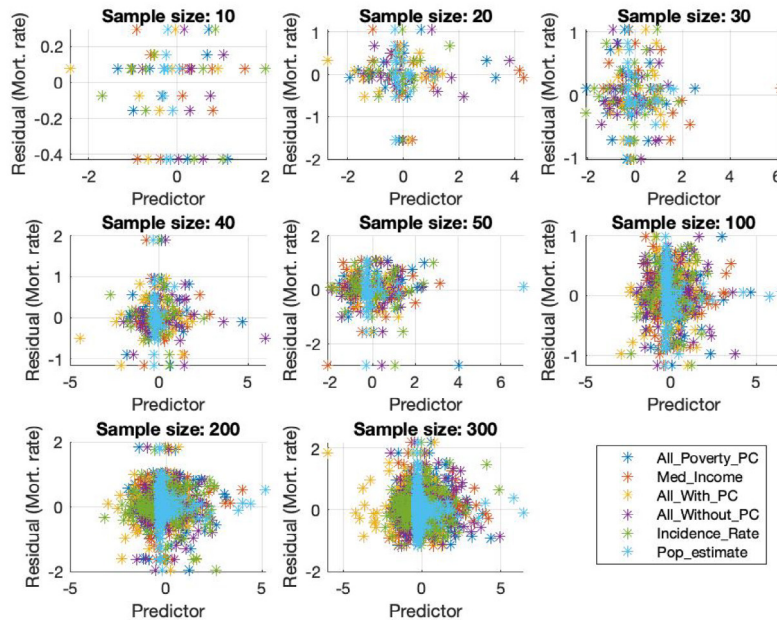 Sample size: 10
Residual (Mort. rate)
0.2
0
-0.2
-0.4
-2
0
2
Predictor
Sample size: 20
Residual (Mort. rate)
1
0
-1
-2
-2
0
2
4
Predictor
Sample size: 30
Residual (Mort. rate)
1
0
-1
-2
0
2
4
6
Predictor
Sample size: 40
Residual (Mort. rate)
2
1
0
-1
-5
0
5
Predictor
Sample size: 50
Residual (Mort. rate)
2
0
-2
-2
0
2
4
6
Predictor
Sample size: 100
Residual (Mort. rate)
1
0
-1
-5
0
5
Predictor
Sample size: 200
Residual (Mort. rate)
2
0
-2
-5
0
5
Predictor
Sample size: 300
Residual (Mort. rate)
2
0
-2
-5
0
5
Predictor
All_Poverty_PC
Med_Income
All_With_PC
All_Without_PC
Incidence_Rate
Pop_estimate